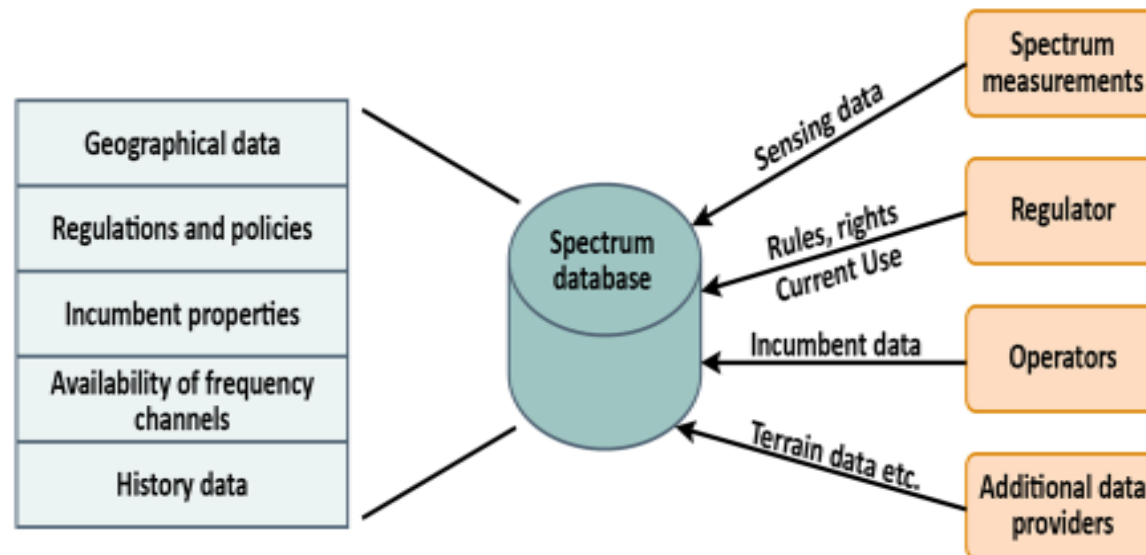 Geographical data
Regulations and policies
Incumbent properties
Availability of frequency
channels
History data
Spectrum
database
Sensing data
Rules, rights
Current Use
Incumbent data
Terrain data etc.
Spectrum
measurements
Regulator
Operators
Additional data
providers